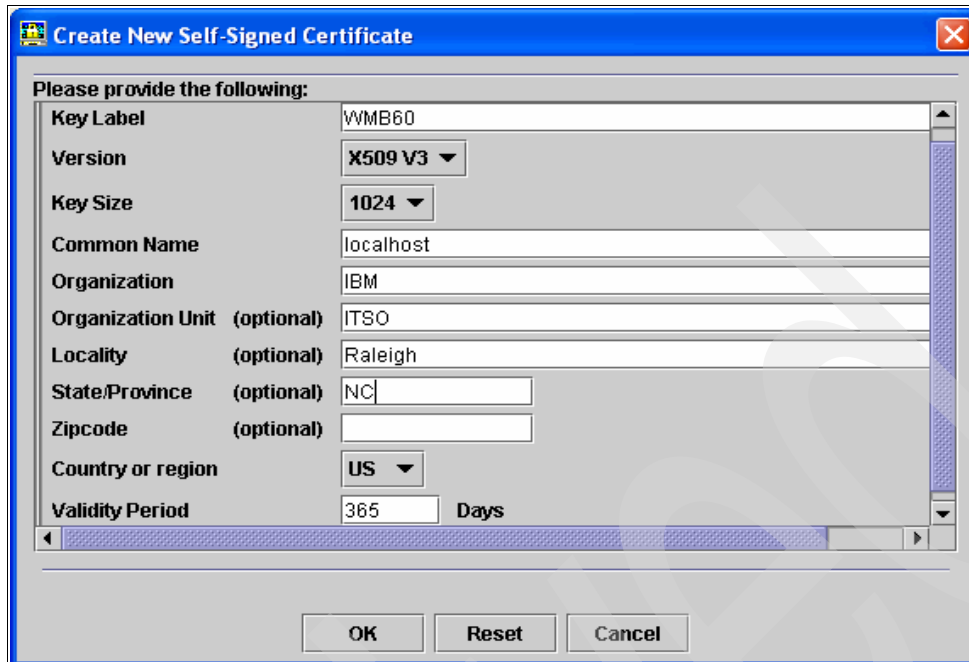 Create New Self-Signed Certificate
Please provide the following:
Key Label WMB60
Version X509 V3
Key Size 1024
Common Name localhost
Organization IBM
Organization Unit (optional) ITSO
Locality (optional) Raleigh
State/Province (optional) NC
Zipcode (optional)
Country or region US
Validity Period 365 Days
OK Reset Cancel